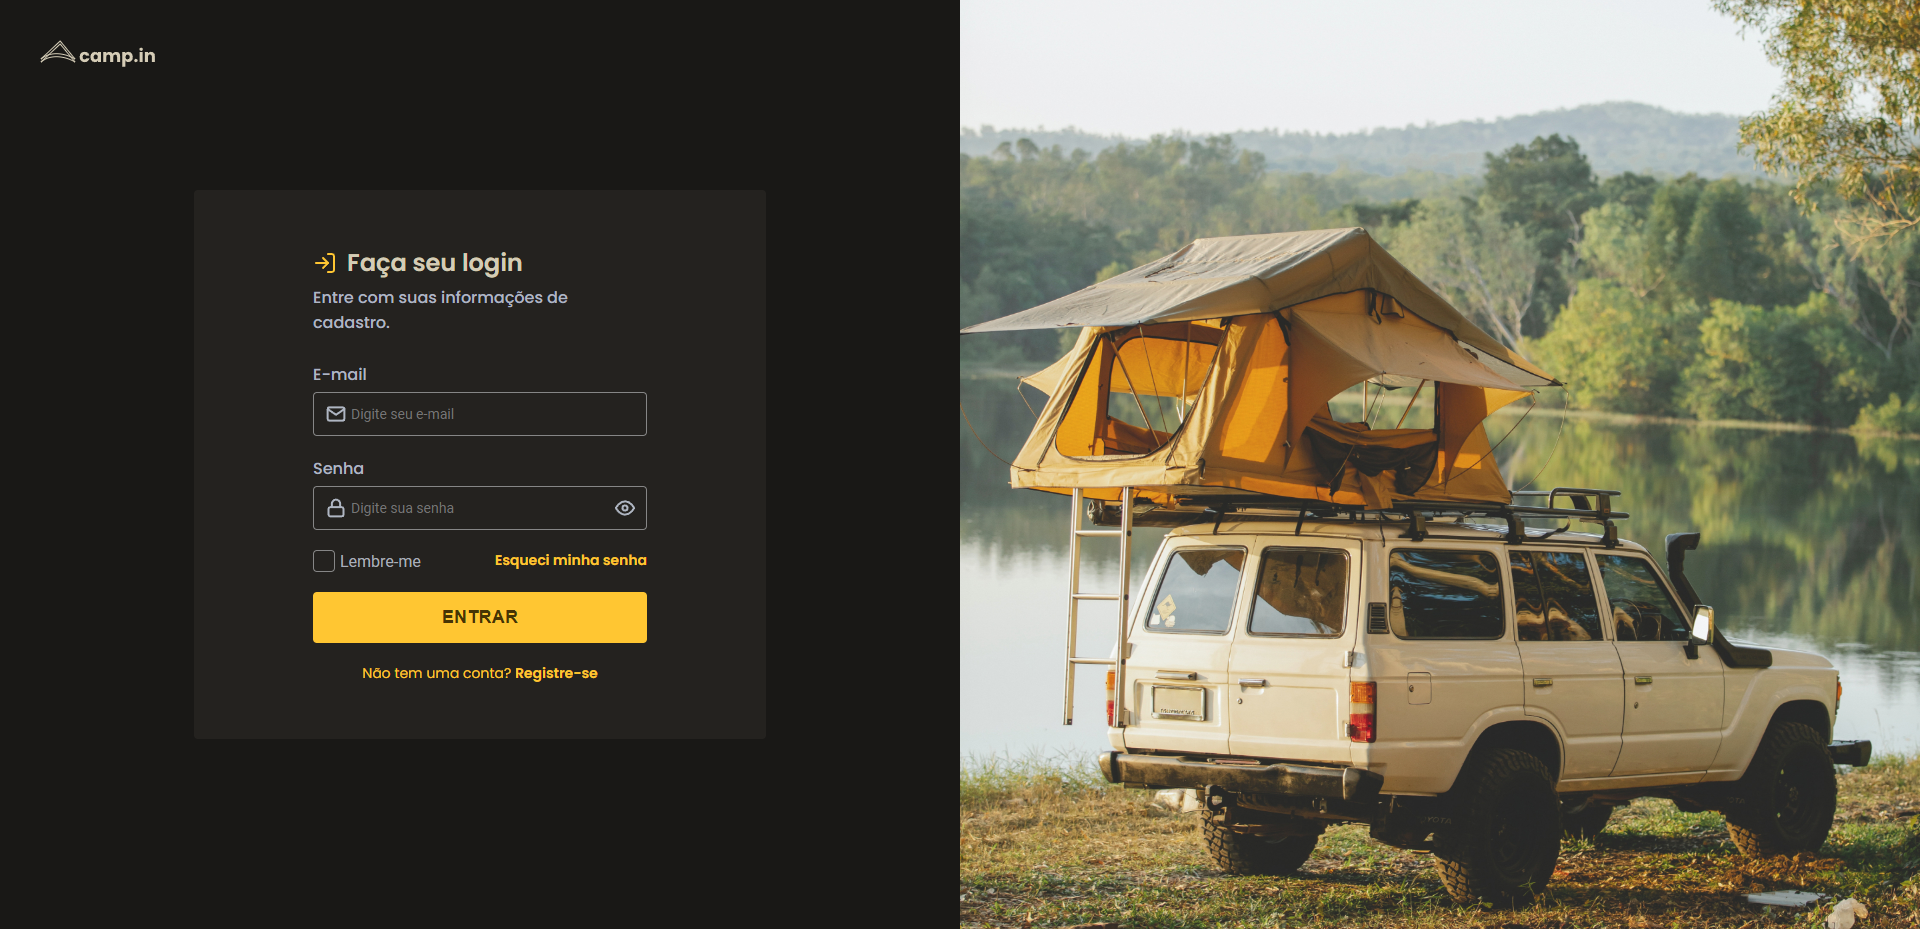 camp.in
Faça seu login
Entre com suas informações de
cadastro.
E-mail
Digite seu e-mail
Senha
Digite sua senha
Lembre-me
Esqueci minha senha
ENTRAR
Não tem uma conta? Registre-se